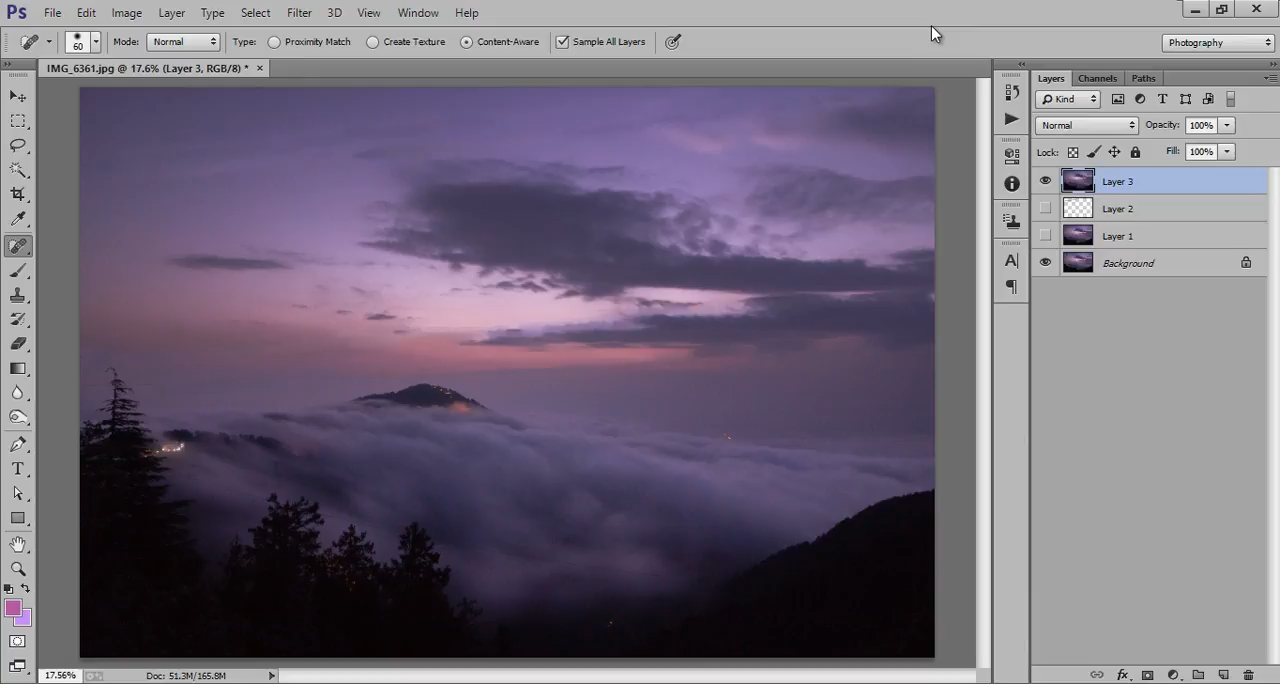 Ps File Edit Image Layer Type Select Filter 3D View Window Help
60 Mode: Normal Type: Proximity Match Create Texture Content-Aware Sample All Layers Photography
IMG_6361.jpg @ 17.6% (Layer 3, RGB/8) * ×
Layers Channels Paths
Kind
Normal Opacity: 100%
Lock: Fill: 100%
Layer 3
Layer 2
Layer 1
Background
17.56% Doc: 51.3M/165.8M